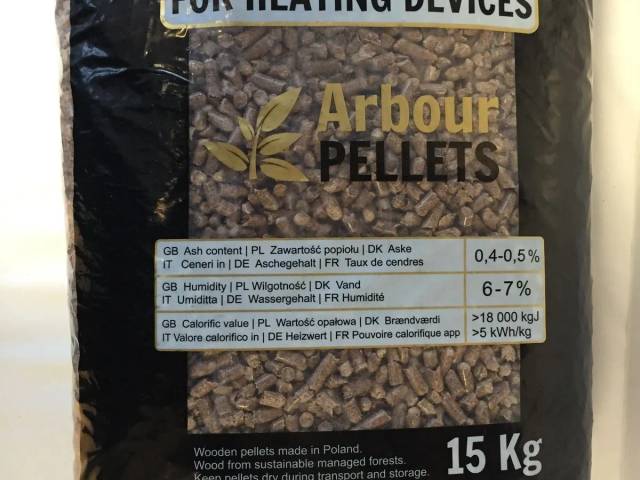 FOR HEATING DEVICES
Arbour
PELLETS
GB Ash content | PL Zawartość popiołu | DK Aske
IT Ceneri in | DE Aschegehalt | FR Taux de cendres
0,4-0,5%
GB Humidity | PL Wilgotność | DK Vand
IT Umiditta | DE Wassergehalt | FR Humidité
6-7%
GB Calorific value | PL Wartość opałowa | DK Brændværdi
IT Valore calorifico in | DE Heizwert | FR Pouvoire calorifique app
>18 000 kgJ
>5 kWh/kg
Wooden pellets made in Poland.
Wood from sustainable managed forests.
Keep pellets dry during transport and storage.
15 Kg